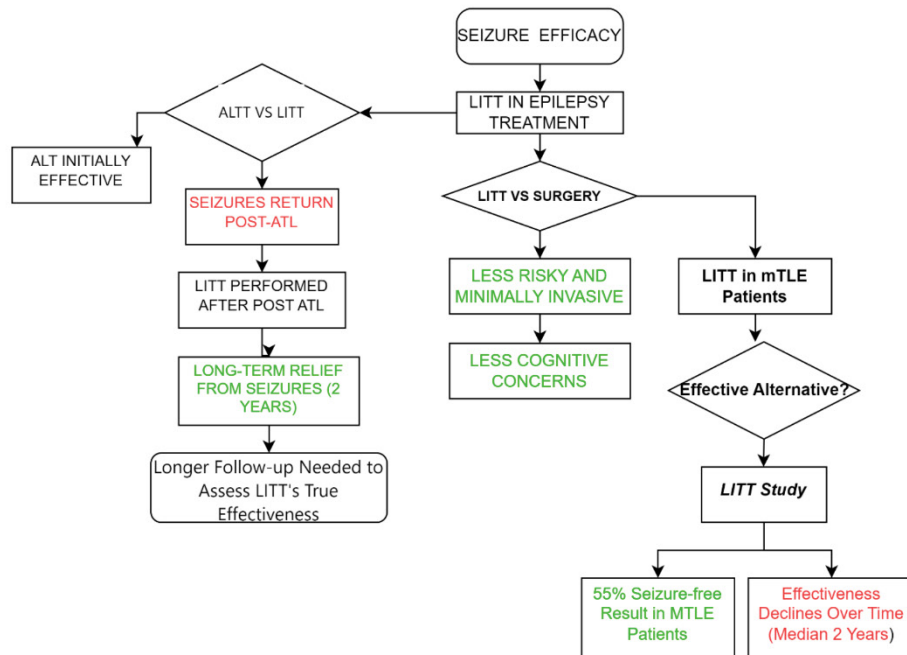 SEIZURE EFFICACY
LITT IN EPILEPSY
TREATMENT
ALTT VS LITT
ALT INITIALLY
EFFECTIVE
SEIZURES RETURN
POST-ATL
LITT PERFORMED
AFTER POST ATL
LONG-TERM RELIEF
FROM SEIZURES (2
YEARS)
Longer Follow-up Needed to
Assess LITT's True
Effectiveness
LITT VS SURGERY
LESS RISKY AND
MINIMALLY INVASIVE
LESS COGNITIVE
CONCERNS
LITT in mTLE
Patients
Effective Alternative?
LITT Study
55% Seizure-free
Result in MTLE
Patients
Effectiveness
Declines Over Time
(Median 2 Years)